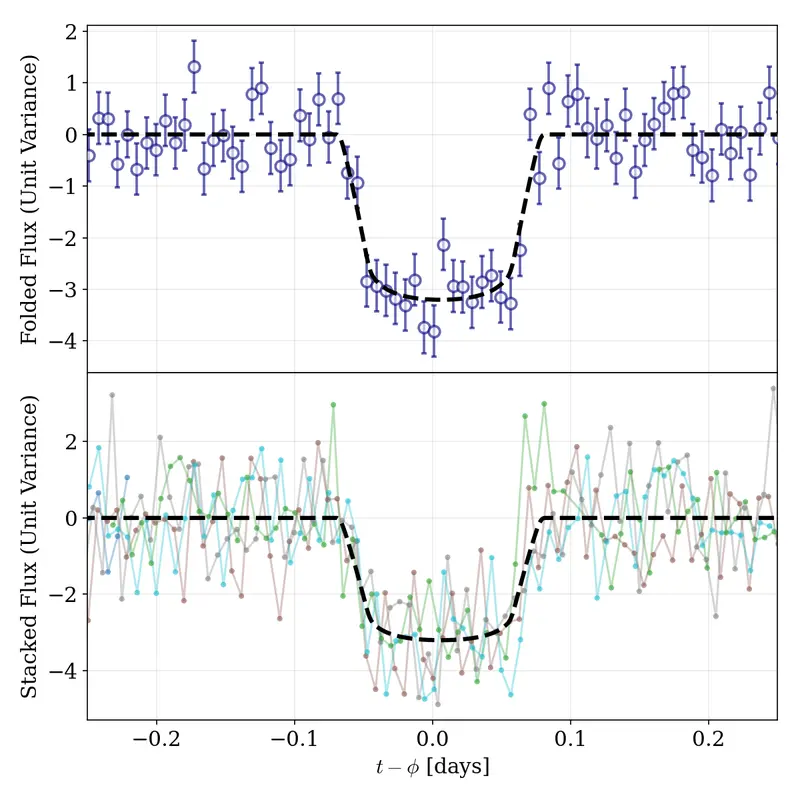 2
1
0
−1
−2
−3
−4
Folded Flux (Unit Variance)
2
0
−2
−4
Stacked Flux (Unit Variance)
−0.2 −0.1 0.0 0.1 0.2
t − ϕ [days]